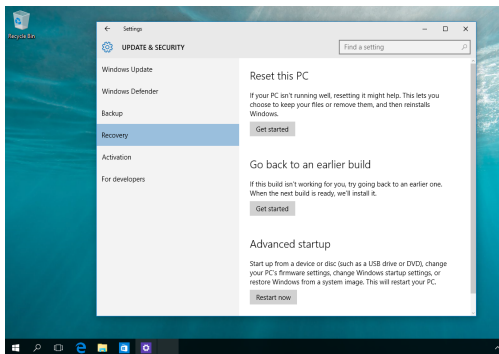 Recycle Bin
Settings
UPDATE & SECURITY
Find a setting
Windows Update
Windows Defender
Backup
Recovery
Activation
For developers
Reset this PC
If your PC isn't running well, resetting it might help. This lets you
choose to keep your files or remove them, and then reinstalls
Windows.
Get started
Go back to an earlier build
If this build isn't working for you, try going back to an earlier one.
When the next build is ready, we'll install it.
Get started
Advanced startup
Start up from a device or disc (such as a USB drive or DVD), change
your PC's firmware settings, change Windows startup settings, or
restore Windows from a system image. This will restart your PC.
Restart now